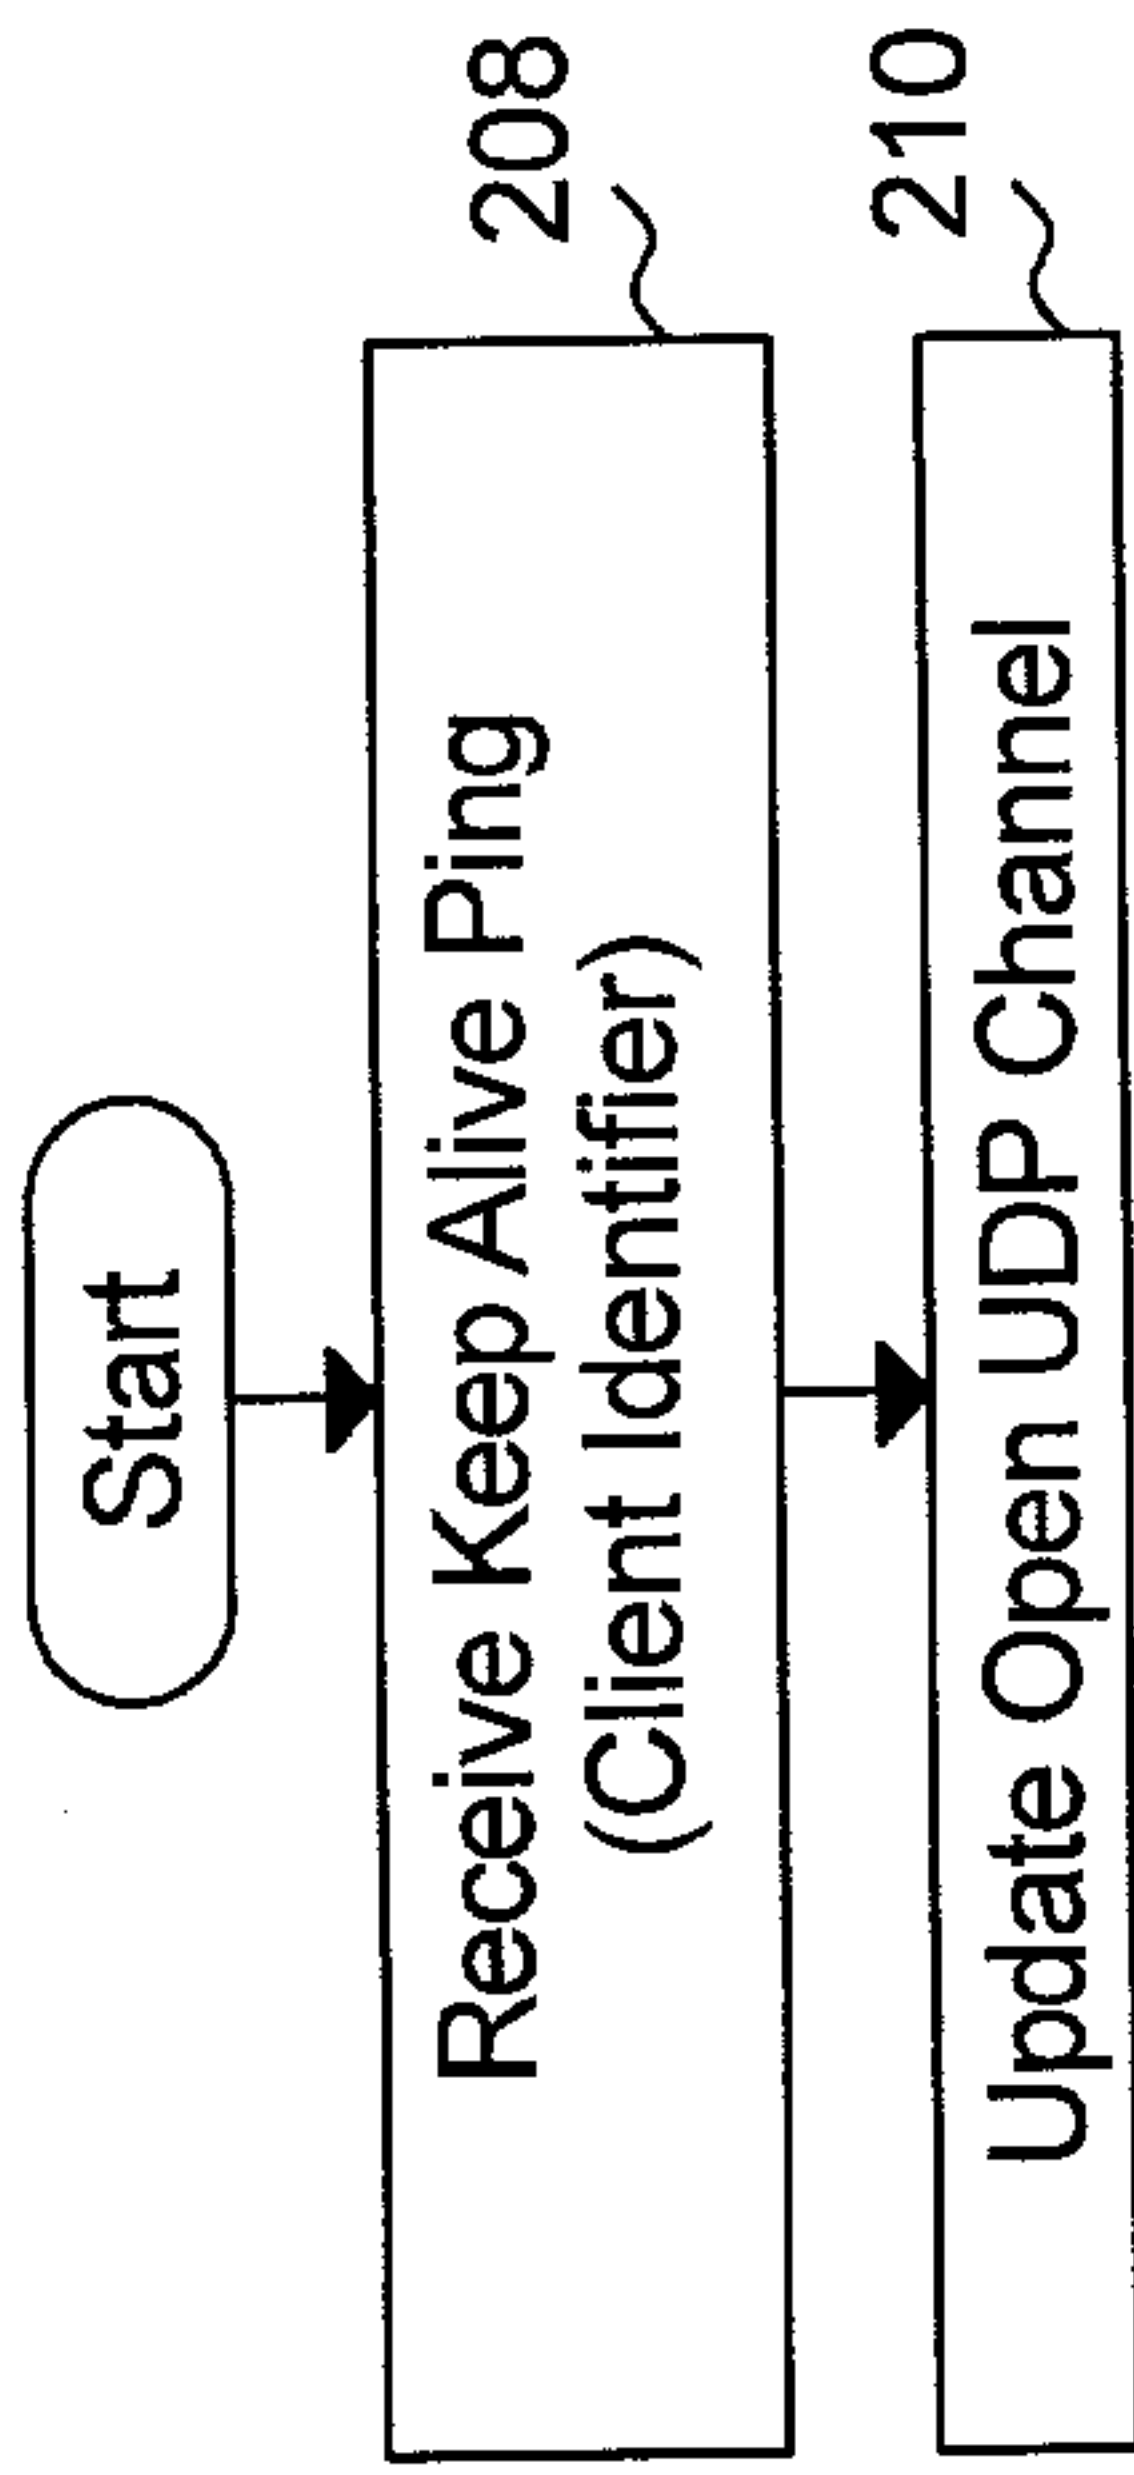 Start
208
Receive Keep Alive Ping
(Client Identifier)
210
Update Open UDP Channel